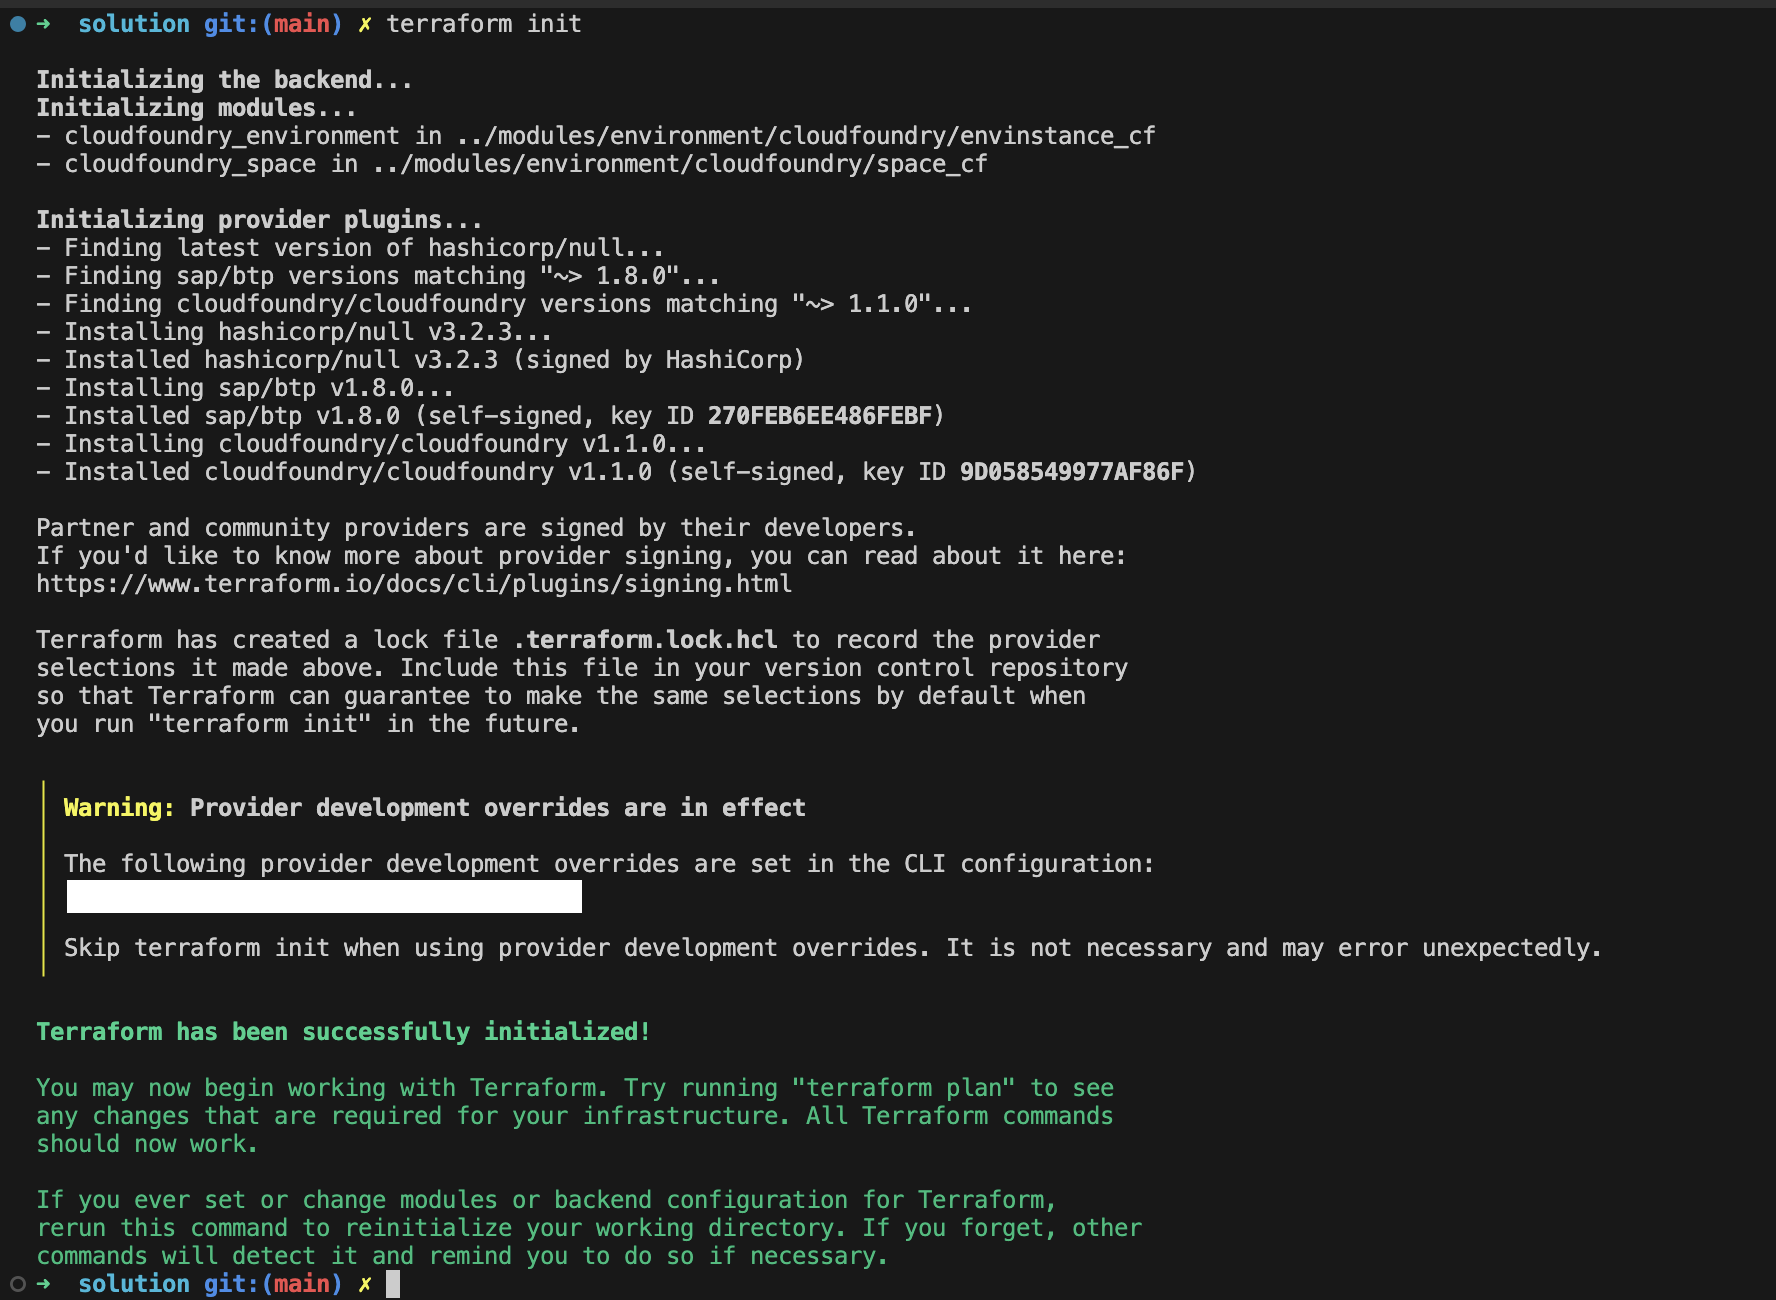 ➜  solution git:(main) ✗ terraform init
Initializing the backend...
Initializing modules...
- cloudfoundry_environment in ../modules/environment/cloudfoundry/envinstance_cf
- cloudfoundry_space in ../modules/environment/cloudfoundry/space_cf
Initializing provider plugins...
- Finding latest version of hashicorp/null...
- Finding sap/btp versions matching "~> 1.8.0"...
- Finding cloudfoundry/cloudfoundry versions matching "~> 1.1.0"...
- Installing hashicorp/null v3.2.3...
- Installed hashicorp/null v3.2.3 (signed by HashiCorp)
- Installing sap/btp v1.8.0...
- Installed sap/btp v1.8.0 (self-signed, key ID 270FEB6EE486FEBF)
- Installing cloudfoundry/cloudfoundry v1.1.0...
- Installed cloudfoundry/cloudfoundry v1.1.0 (self-signed, key ID 9D058549977AF86F)
Partner and community providers are signed by their developers.
If you'd like to know more about provider signing, you can read about it here:
https://www.terraform.io/docs/cli/plugins/signing.html
Terraform has created a lock file .terraform.lock.hcl to record the provider
selections it made above. Include this file in your version control repository
so that Terraform can guarantee to make the same selections by default when
you run "terraform init" in the future.
Warning: Provider development overrides are in effect
The following provider development overrides are set in the CLI configuration:
Skip terraform init when using provider development overrides. It is not necessary and may error unexpectedly.
Terraform has been successfully initialized!
You may now begin working with Terraform. Try running "terraform plan" to see
any changes that are required for your infrastructure. All Terraform commands
should now work.
If you ever set or change modules or backend configuration for Terraform,
rerun this command to reinitialize your working directory. If you forget, other
commands will detect it and remind you to do so if necessary.
➜  solution git:(main) ✗